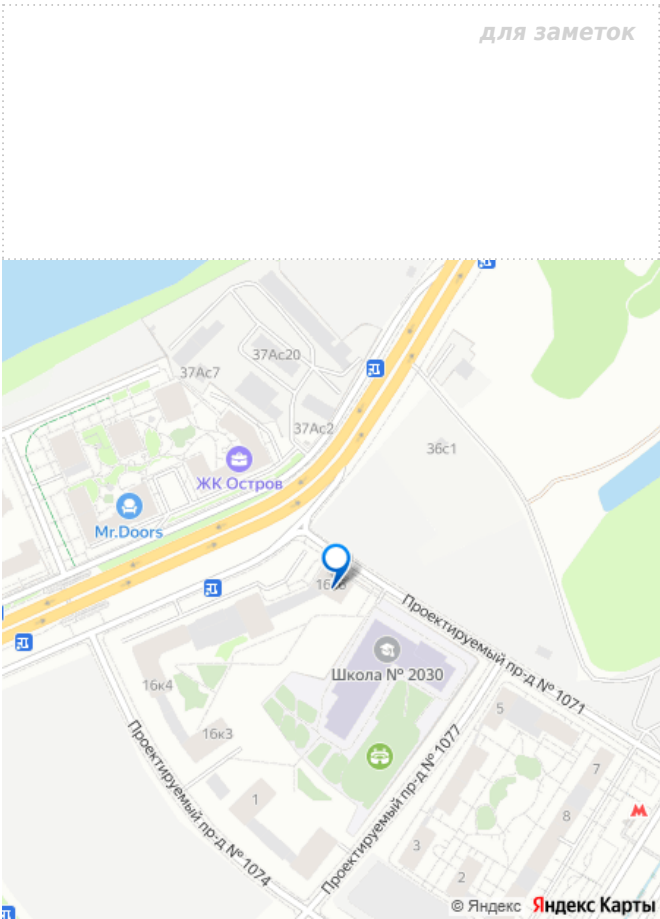 для заметок
37Ас20
37Ас7
37Ас2
36с1
ЖК Остров
Mr.Doors
Проектируемый пр-д № 1071
Школа № 2030
16к4
5
16к3
Проектируемый пр-д № 1077
Проектируемый пр-д № 1074
7
1
8
3
2
© Яндекс Яндекс Карты